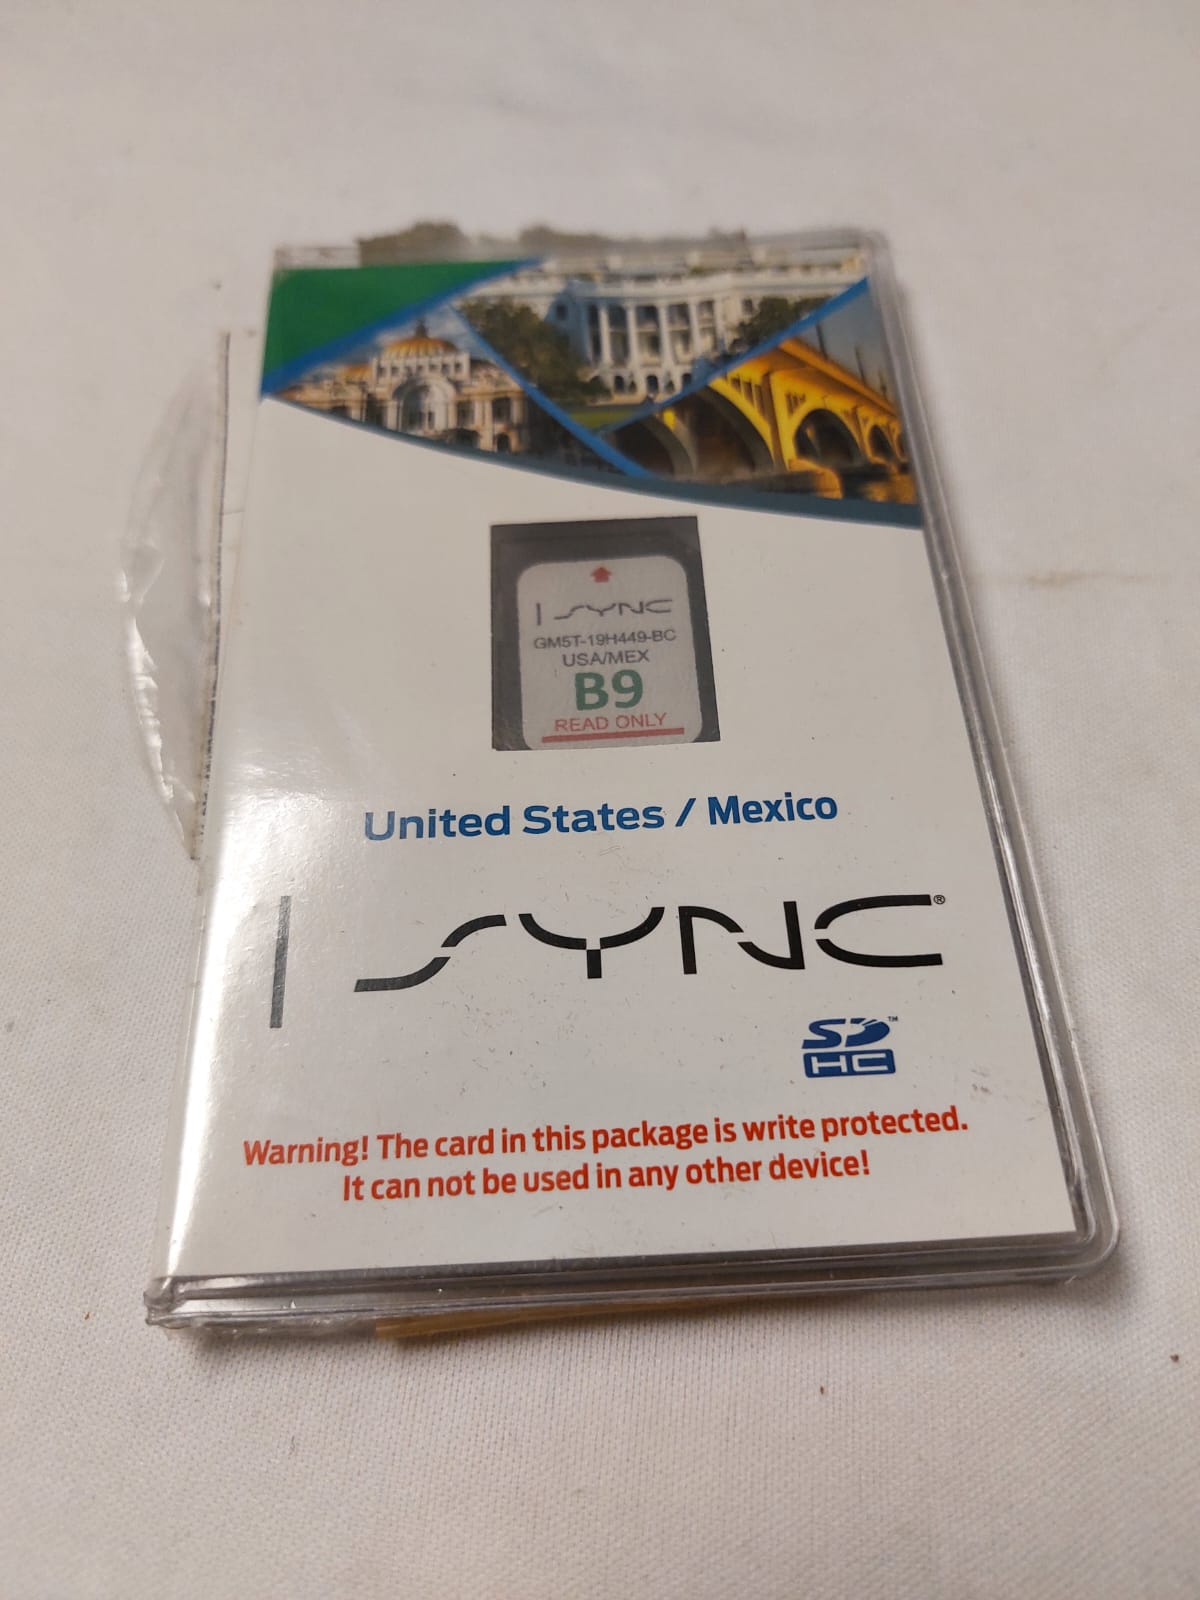 SYNC
GM5T-19H449-BC
USA/MEX
B9
READ ONLY
United States / Mexico
SYNC®
SD™
HC
Warning! The card in this package is write protected.
It can not be used in any other device!